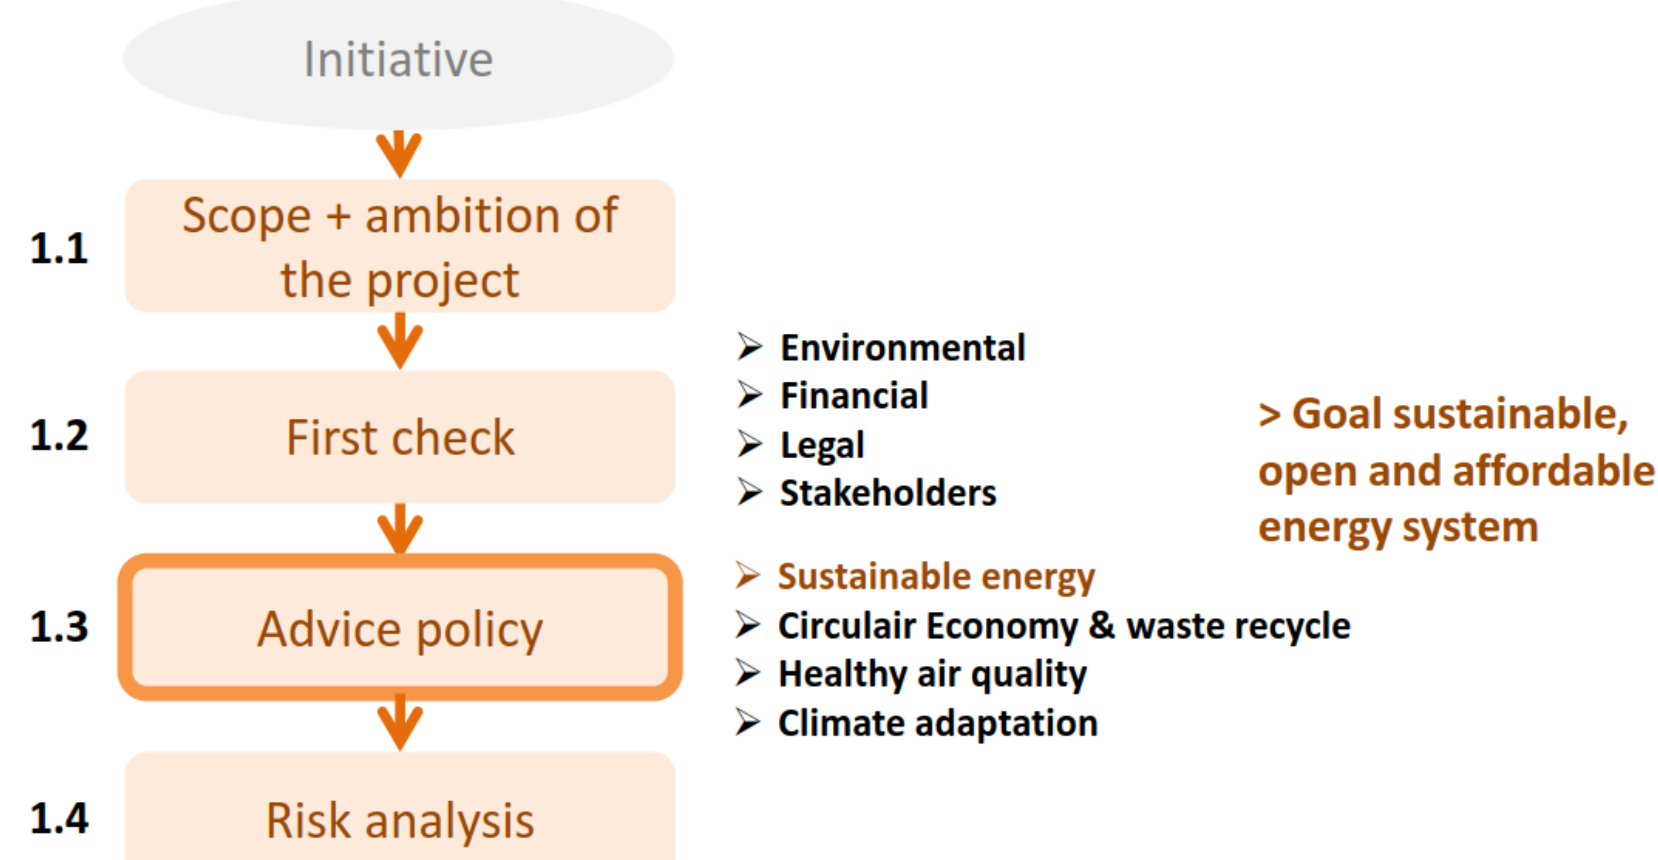 Initiative
1.1
Scope + ambition of
the project
1.2
First check
➢ Environmental
➢ Financial
➢ Legal
➢ Stakeholders
> Goal sustainable,
open and affordable
energy system
1.3
Advice policy
➢ Sustainable energy
➢ Circulair Economy & waste recycle
➢ Healthy air quality
➢ Climate adaptation
1.4
Risk analysis